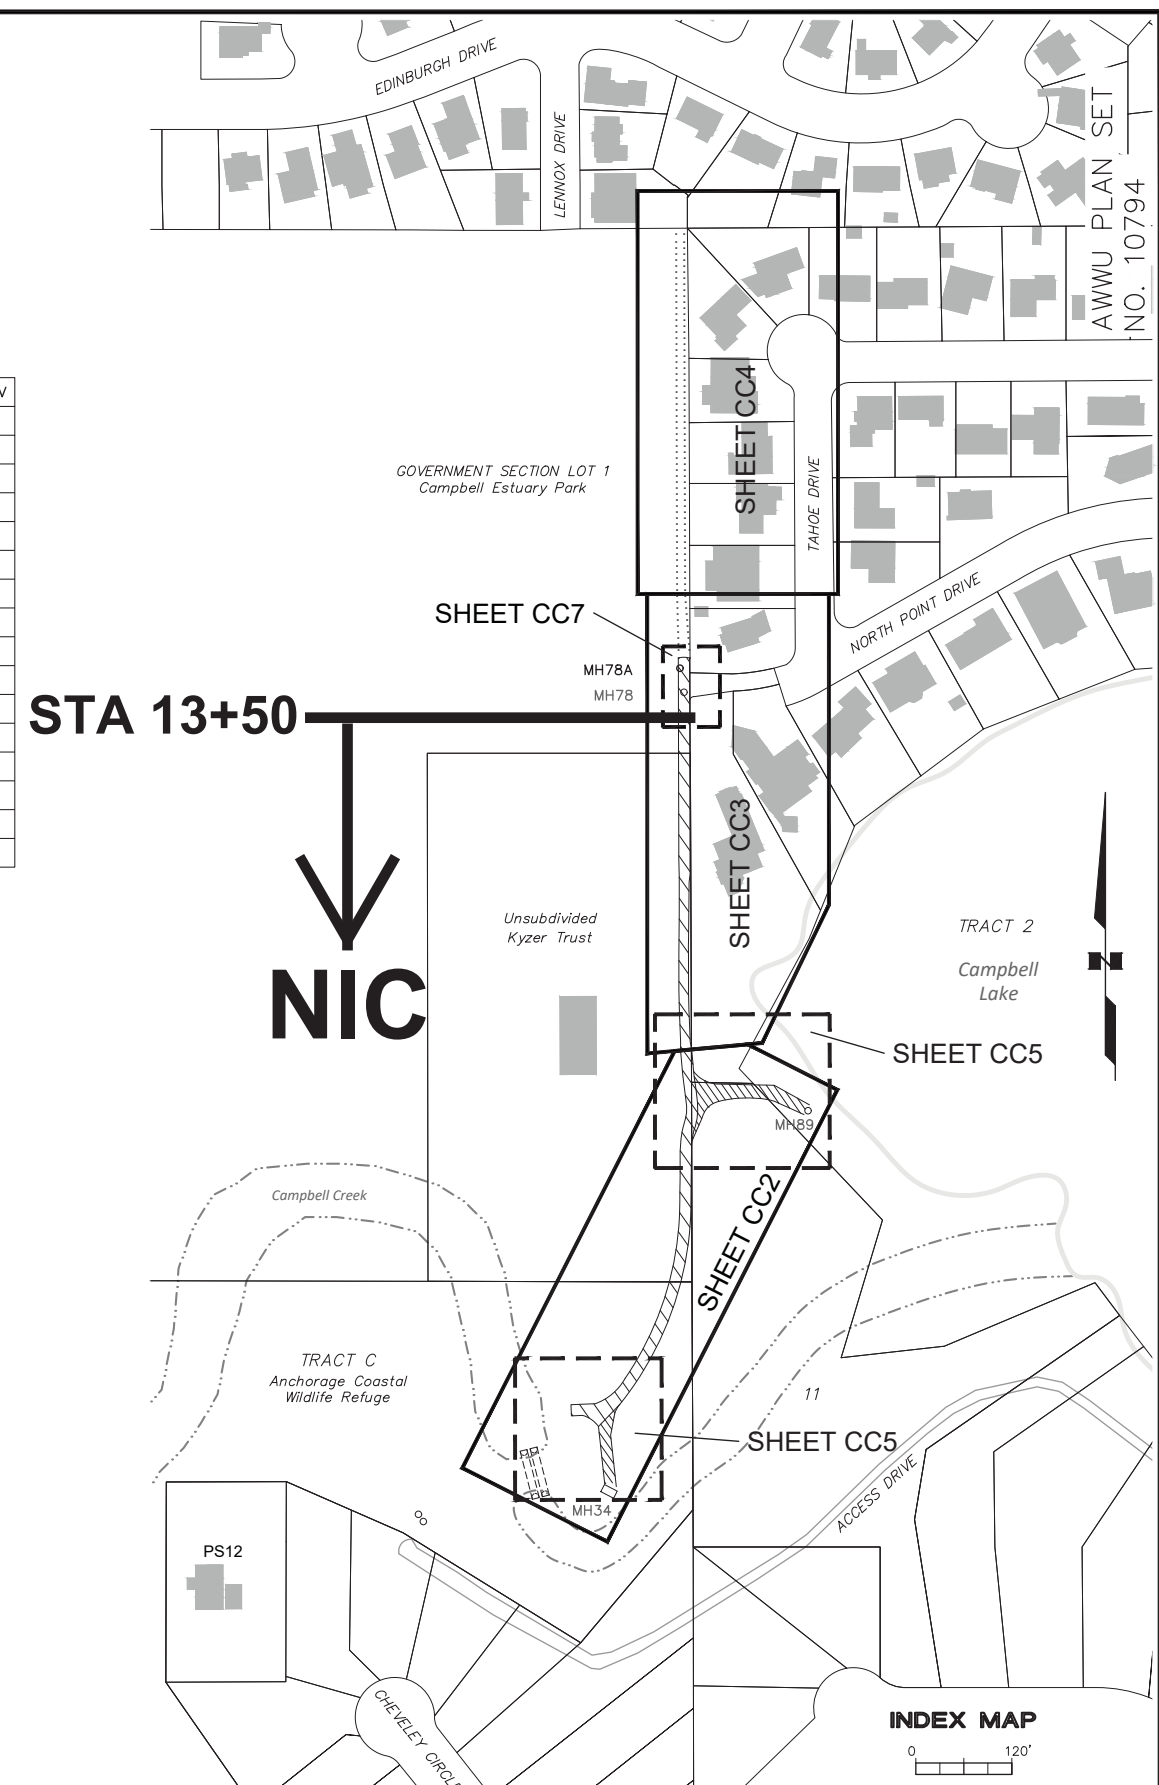 EDINBURGH DRIVE
LENNOX DRIVE
AWWU PLAN SET
NO. 10794
SHEET CC4
GOVERNMENT SECTION LOT 1
Campbell Estuary Park
TAHOE DRIVE
NORTH POINT DRIVE
SHEET CC7
MH78A
MH78
STA 13+50
SHEET CC3
Unsubdivided
Kyzer Trust
TRACT 2
Campbell
Lake
N
NIC
SHEET CC5
MH89
Campbell Creek
SHEET CC2
TRACT C
Anchorage Coastal
Wildlife Refuge
11
SHEET CC5
ACCESS DRIVE
MH34
PS12
CHEVELEY CIRCLE
INDEX MAP
0 120'